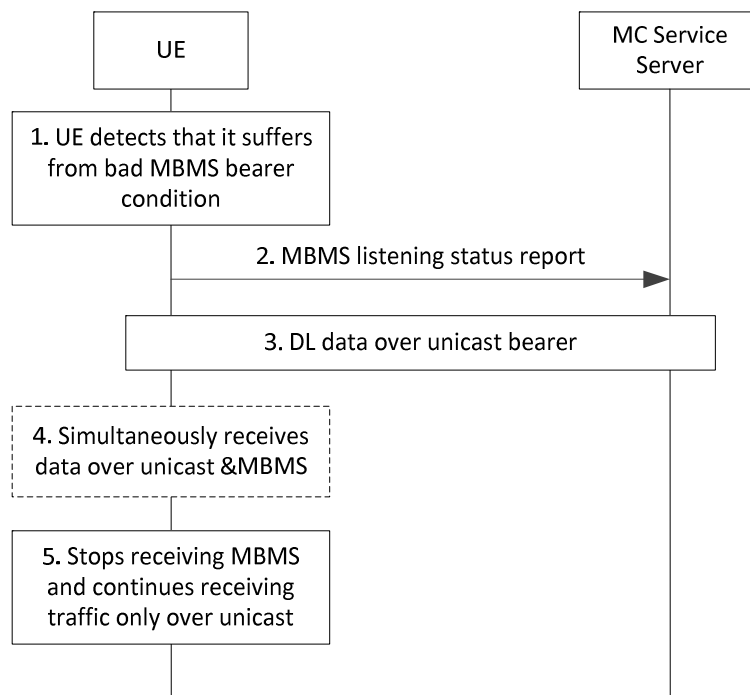 UE
MC Service
Server
1. UE detects that it suffers
from bad MBMS bearer
condition
2. MBMS listening status report
3. DL data over unicast bearer
4. Simultaneously receives
data over unicast &MBMS
5. Stops receiving MBMS
and continues receiving
traffic only over unicast